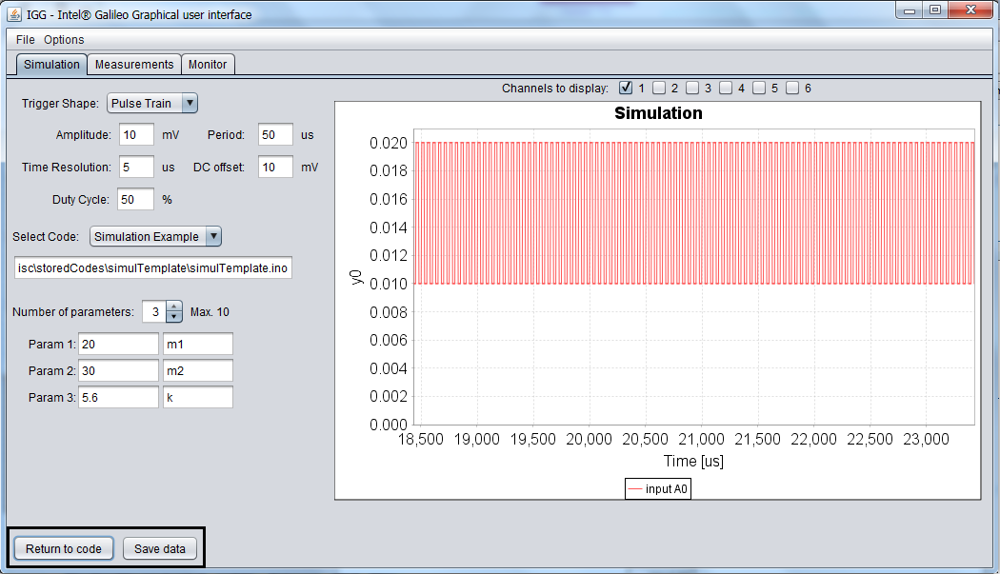 IGG - Intel® Galileo Graphical user interface
File Options
Simulation Measurements Monitor
Channels to display: 1 2 3 4 5 6
Trigger Shape: Pulse Train
Amplitude: 10 mV Period: 50 us
Time Resolution: 5 us DC offset: 10 mV
Duty Cycle: 50 %
Select Code: Simulation Example
isc\storedCodes\simulTemplate\simulTemplate.ino
Number of parameters: 3 Max. 10
Param 1: 20 m1
Param 2: 30 m2
Param 3: 5.6 k
Simulation
y0
0.020
0.018
0.016
0.014
0.012
0.010
0.008
0.006
0.004
0.002
0.000
18,500 19,000 19,500 20,000 20,500 21,000 21,500 22,000 22,500 23,000
Time [us]
input A0
Return to code Save data